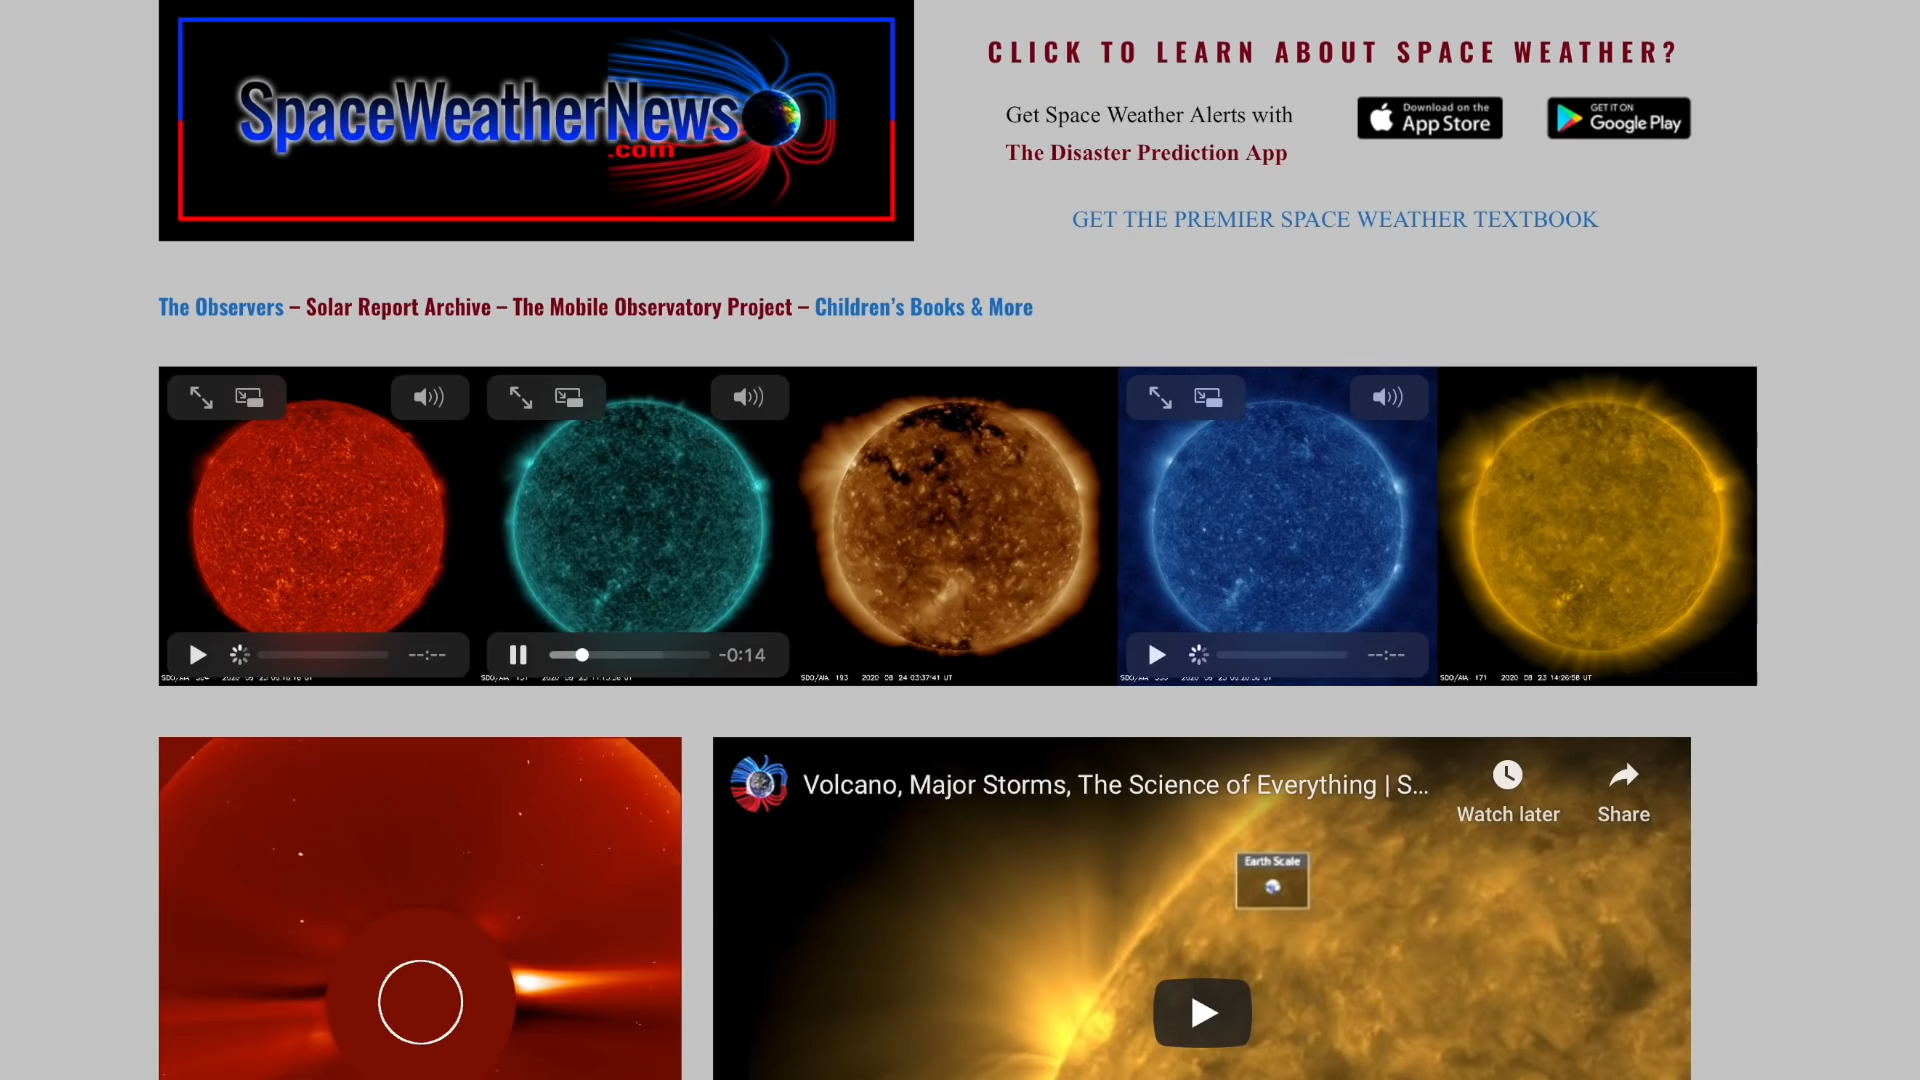 SpaceWeatherNews
.com
CLICK TO LEARN ABOUT SPACE WEATHER?
Get Space Weather Alerts with
The Disaster Prediction App
Download on the
App Store
GET IT ON
Google Play
GET THE PREMIER SPACE WEATHER TEXTBOOK
The Observers – Solar Report Archive – The Mobile Observatory Project – Children’s Books & More
--:--
-0:14
--:--
SDO/AIA 193 2020 08 24 03:37:41 UT
SDO/AIA 171 2020 08 23 14:26:58 UT
Volcano, Major Storms, The Science of Everything | S...
Watch later
Share
Earth Scale